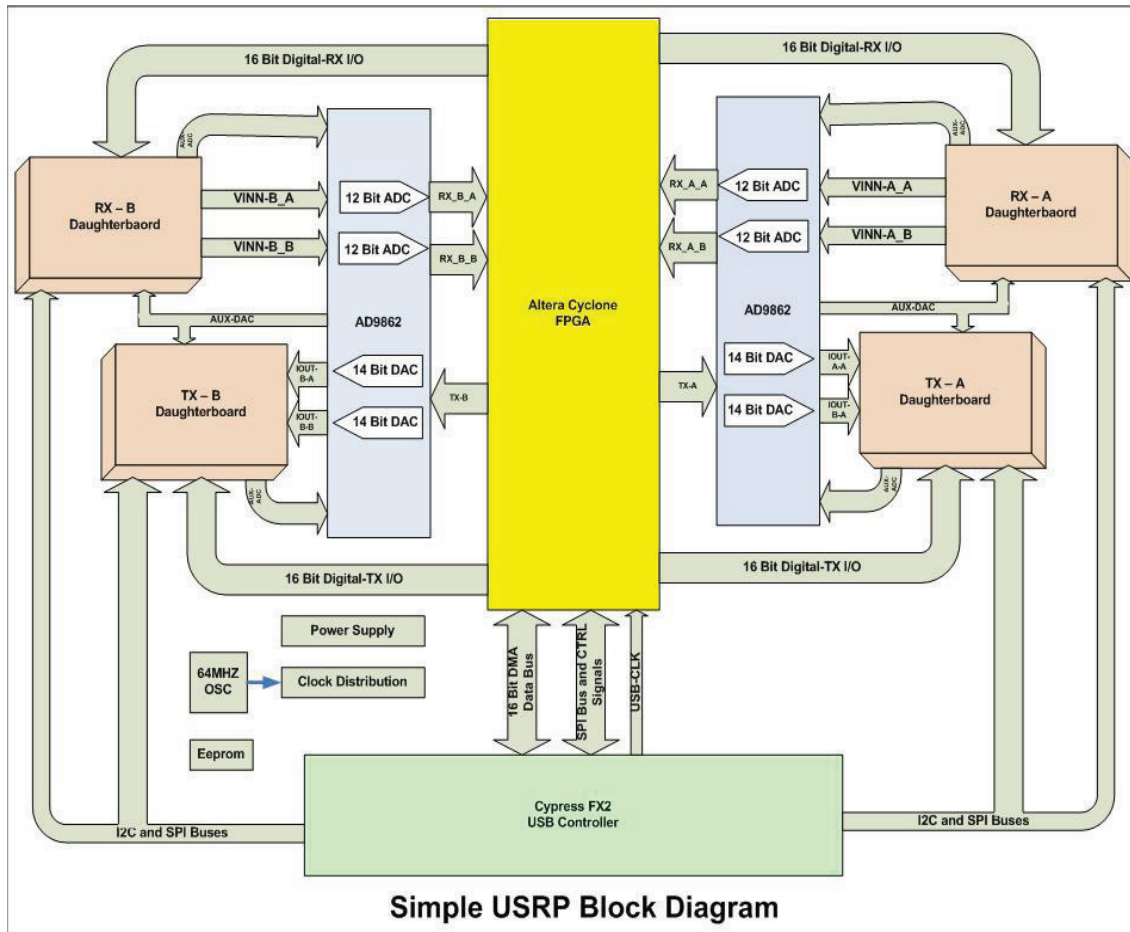 16 Bit Digital-RX I/O
16 Bit Digital-RX I/O
AUX-
ADC
AUX-
ADC
RX – B
Daughterbaord
VINN-B_A
VINN-B_B
12 Bit ADC
12 Bit ADC
RX_B_A
RX_B_B
RX_A_A
RX_A_B
12 Bit ADC
12 Bit ADC
VINN-A_A
VINN-A_B
RX – A
Daughterbaord
Altera Cyclone
FPGA
AUX-DAC
AD9862
AD9862
AUX-DAC
TX – B
Daughterboard
IOUT-
B-A
IOUT-
B-B
14 Bit DAC
14 Bit DAC
TX-B
TX-A
14 Bit DAC
14 Bit DAC
IOUT-
A-A
IOUT-
B-A
TX – A
Daughterboard
AUX-
ADC
AUX-
ADC
16 Bit Digital-TX I/O
16 Bit Digital-TX I/O
Power Supply
64MHZ
OSC
Clock Distribution
Eeprom
16 Bit DMA
Data Bus
SPI Bus and CTRL
Signals
USB-CLK
Cypress FX2
USB Controller
I2C and SPI Buses
I2C and SPI Buses
Simple USRP Block Diagram